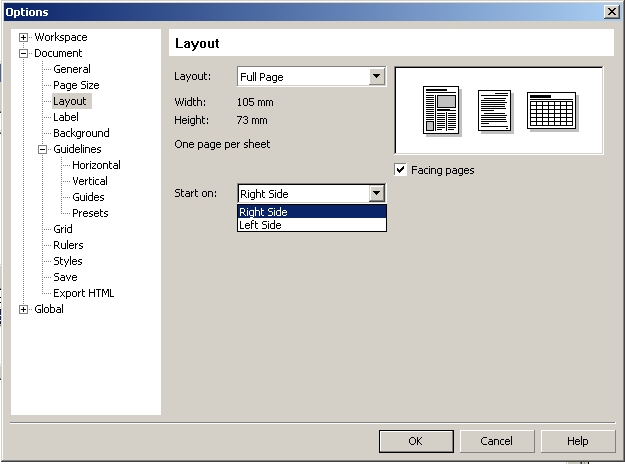 Options
Workspace
Document
General
Page Size
Layout
Label
Background
Guidelines
Horizontal
Vertical
Guides
Presets
Grid
Rulers
Styles
Save
Export HTML
Global
Layout
Layout: Full Page
Width: 105 mm
Height: 73 mm
One page per sheet
Facing pages
Start on: Right Side
Right Side
Left Side
OK Cancel Help